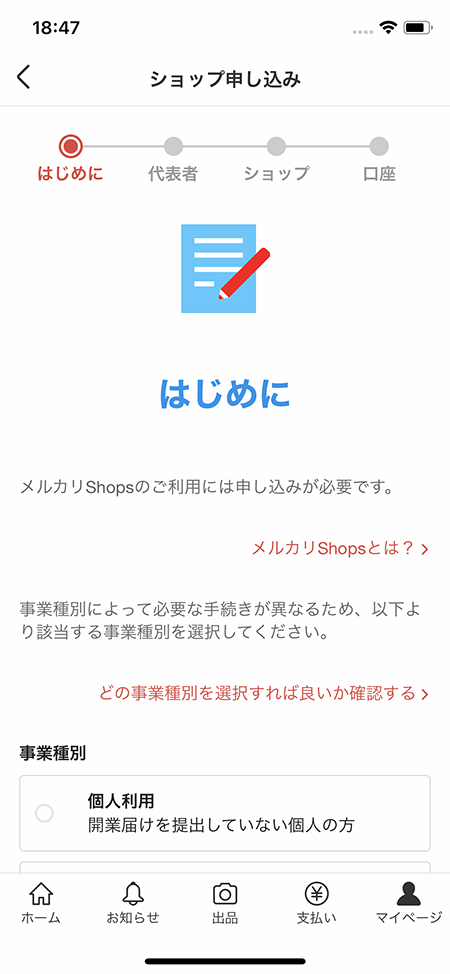 18:47
ショップ申し込み
はじめに
代表者
ショップ
口座
はじめに
メルカリShopsのご利用には申し込みが必要です。
メルカリShopsとは？
事業種別によって必要な手続きが異なるため、以下よ
り該当する事業種別を選択してください。
どの事業種別を選択すれば良いか確認する
事業種別
個人利用
開業届けを提出していない個人の方
ホーム
お知らせ
出品
支払い
マイページ